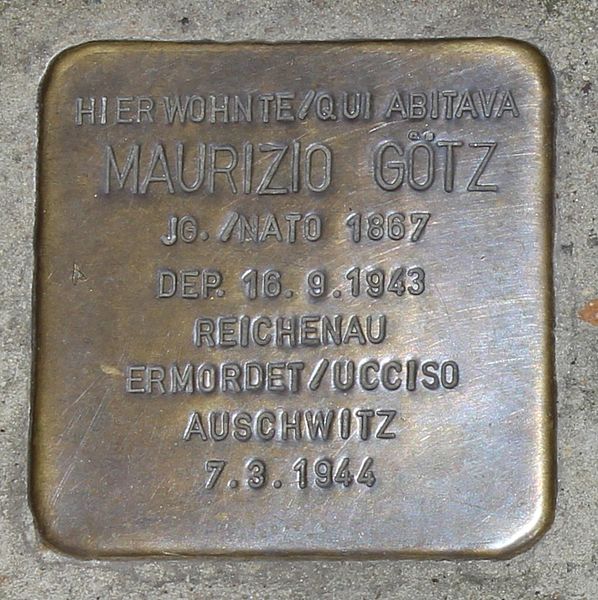 HIER WOHNTE/QUI ABITAVA
MAURIZIO GÖTZ
JG./NATO 1867
DEP. 16.9.1943
REICHENAU
ERMORDET/UCCISO
AUSCHWITZ
7.3.1944